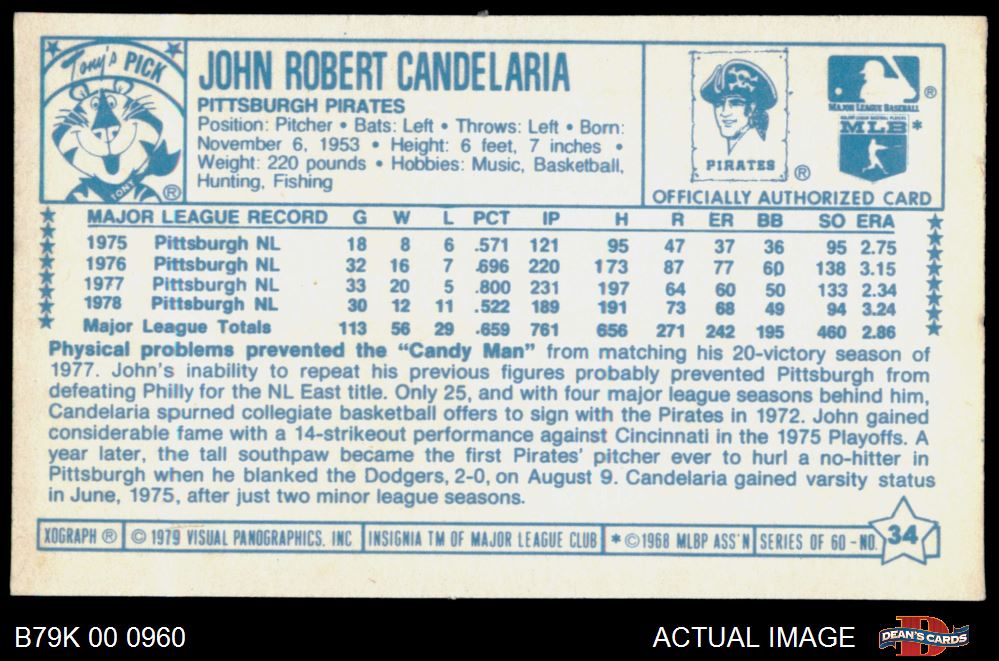 Tony's PICK
TONY
®
JOHN ROBERT CANDELARIA
PITTSBURGH PIRATES
Position: Pitcher • Bats: Left • Throws: Left • Born:
November 6, 1953 • Height: 6 feet, 7 inches •
Weight: 220 pounds • Hobbies: Music, Basketball,
Hunting, Fishing
PIRATES
®
MAJOR LEAGUE BASEBALL
®
MAJOR LEAGUE BASEBALL PLAYERS
MLB*
OFFICIALLY AUTHORIZED CARD
MAJOR LEAGUE RECORD G W L PCT IP H R ER BB SO ERA
1975 Pittsburgh NL 18 8 6 .571 121 95 47 37 36 95 2.75
1976 Pittsburgh NL 32 16 7 .696 220 173 87 77 60 138 3.15
1977 Pittsburgh NL 33 20 5 .800 231 197 64 60 50 133 2.34
1978 Pittsburgh NL 30 12 11 .522 189 191 73 68 49 94 3.24
Major League Totals 113 56 29 .659 761 656 271 242 195 460 2.86
Physical problems prevented the “Candy Man” from matching his 20-victory season of
1977. John's inability to repeat his previous figures probably prevented Pittsburgh from
defeating Philly for the NL East title. Only 25, and with four major league seasons behind him,
Candelaria spurned collegiate basketball offers to sign with the Pirates in 1972. John gained
considerable fame with a 14-strikeout performance against Cincinnati in the 1975 Playoffs. A
year later, the tall southpaw became the first Pirates' pitcher ever to hurl a no-hitter in
Pittsburgh when he blanked the Dodgers, 2-0, on August 9. Candelaria gained varsity status
in June, 1975, after just two minor league seasons.
XOGRAPH ® © 1979 VISUAL PANOGRAPHICS, INC INSIGNIA TM OF MAJOR LEAGUE CLUB *©1968 MLBP ASS'N SERIES OF 60 - NO. 34
B79K 00 0960
ACTUAL IMAGE
DEAN'S CARDS